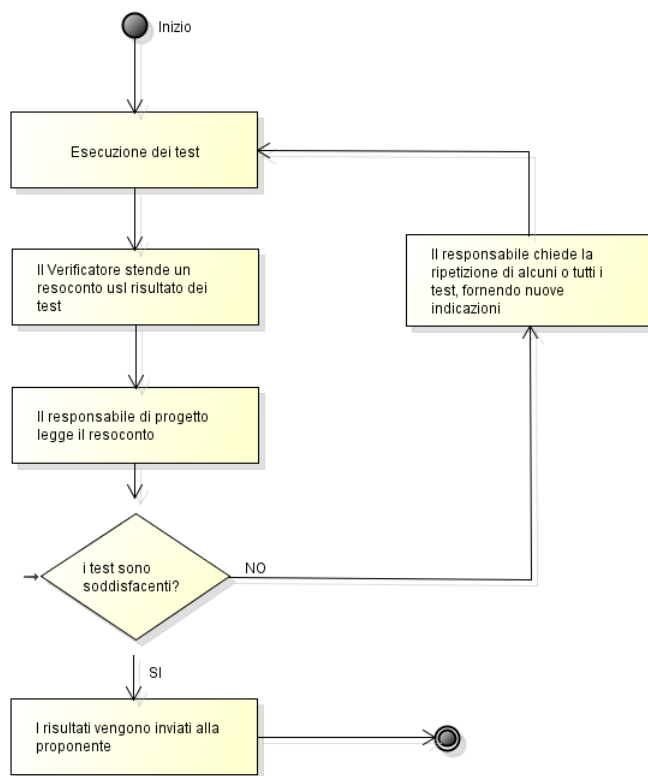 Inizio
Esecuzione dei test
Il Verificatore stende un
resoconto usl risultato dei
test
Il responsabile chiede la
ripetizione di alcuni o tutti i
test, fornendo nuove
indicazioni
Il responsabile di progetto
legge il resoconto
i test sono
soddisfacenti?
NO
SI
I risultati vengono inviati alla
proponente